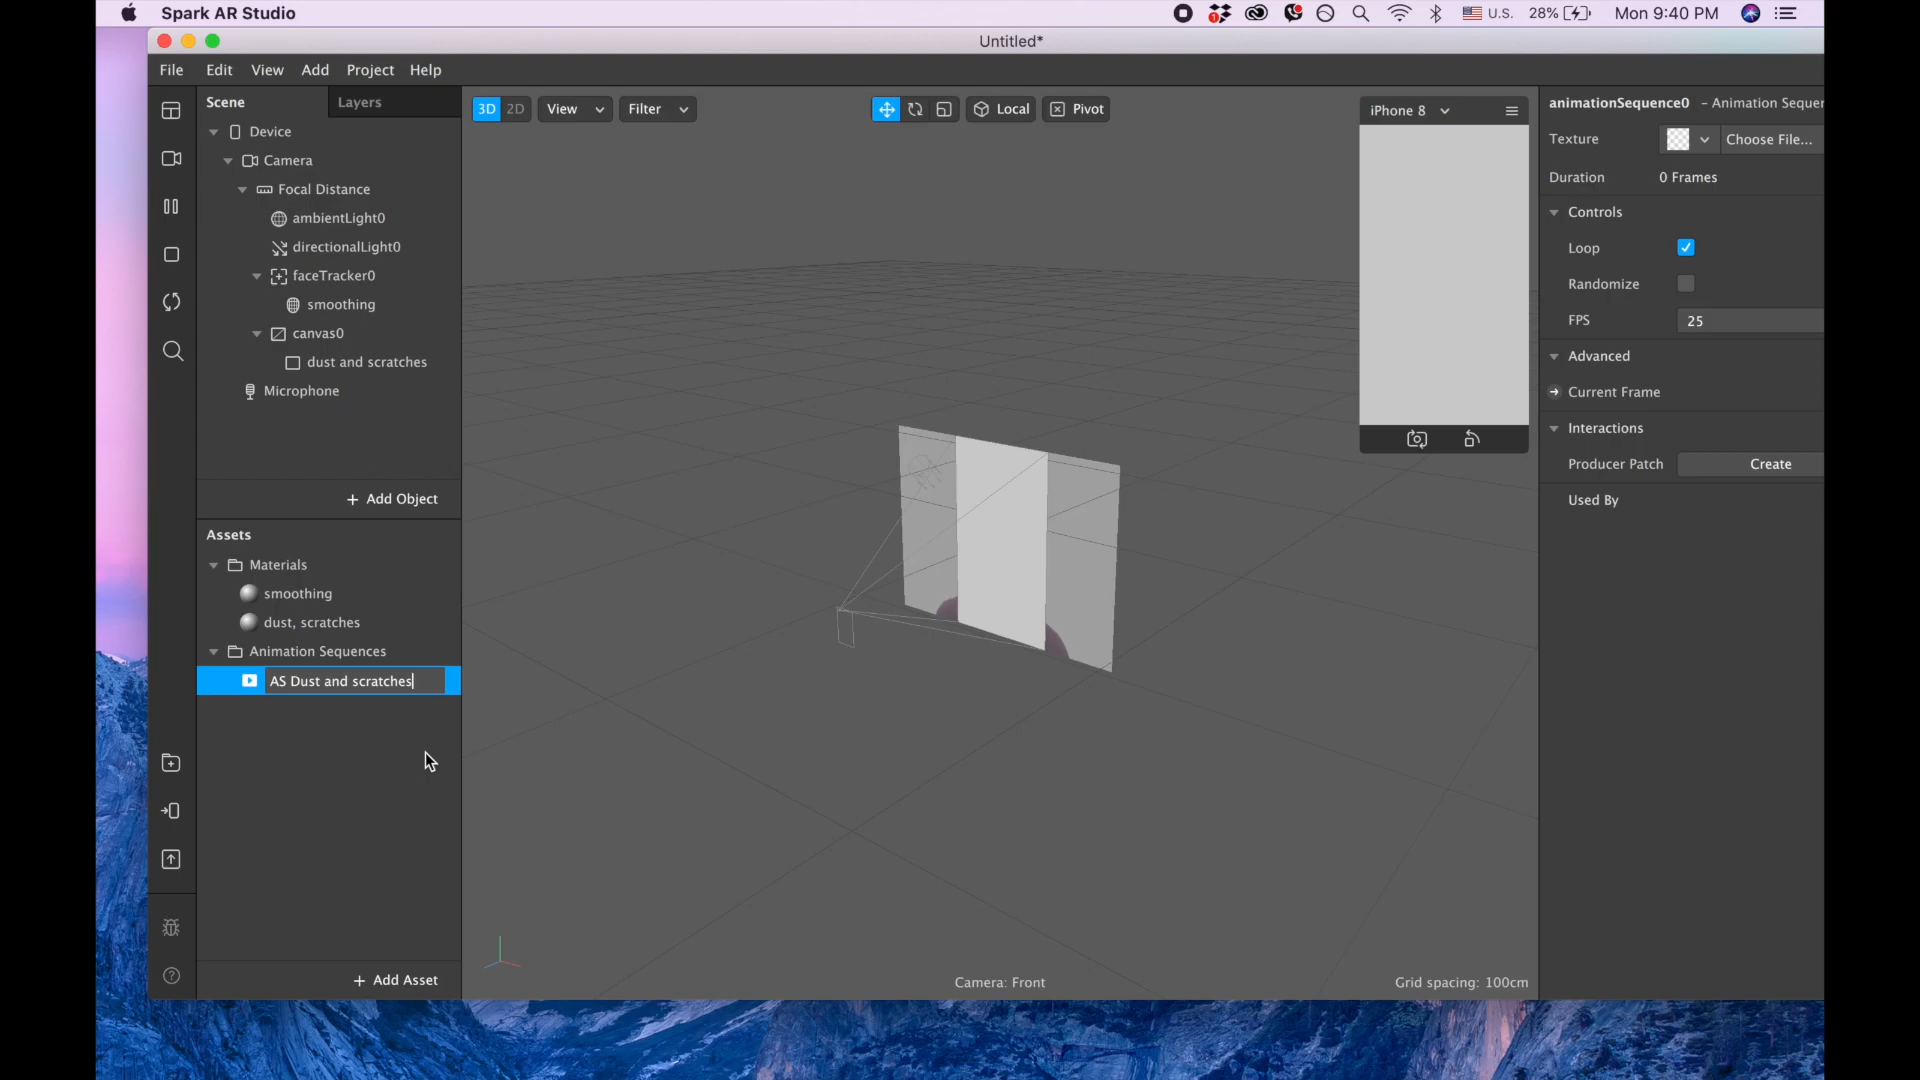 Spark AR Studio
1
U.S.
28%
Mon 9:40 PM
Untitled*
File
Edit
View
Add
Project
Help
Scene
Layers
Device
Camera
Focal Distance
ambientLight0
directionalLight0
faceTracker0
smoothing
canvas0
dust and scratches
Microphone
+ Add Object
Assets
Materials
smoothing
dust, scratches
Animation Sequences
AS Dust and scratches
+ Add Asset
3D
2D
View
Filter
Local
Pivot
iPhone 8
Camera: Front
Grid spacing: 100cm
animationSequence0 - Animation Sequer
Texture
Choose File...
Duration
0 Frames
Controls
Loop
Randomize
FPS
25
Advanced
Current Frame
Interactions
Producer Patch
Create
Used By